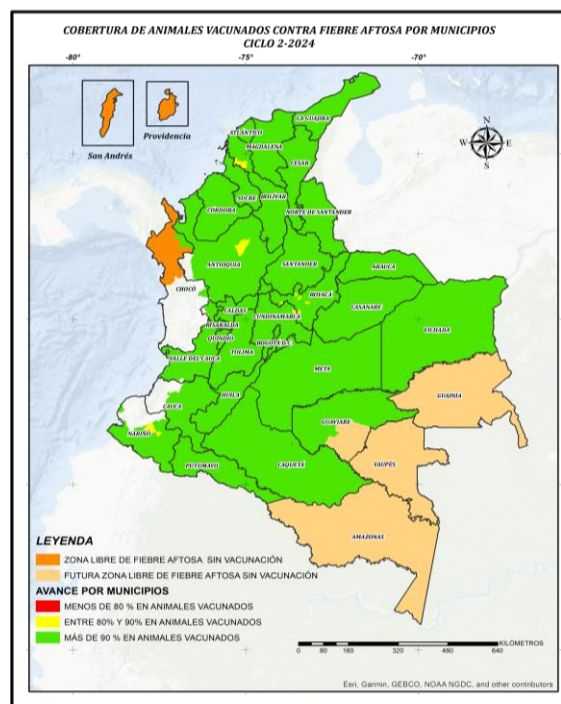 COBERTURA DE ANIMALES VACUNADOS CONTRA FIEBRE AFTOSA POR MUNICIPIOS
CICLO 2-2024
-80°
-75°
-70°
San Andrés
Providencia
N
W
E
S
LA GUAJIRA
ATLÁNTICO
MAGDALENA
CESAR
SUCRE
BOLÍVAR
CÓRDOBA
NORTE DE SANTANDER
ANTIOQUIA
SANTANDER
ARAUCA
CHOCÓ
BOYACÁ
CALDAS
CUNDINAMARCA
CASANARE
RISARALDA
VICHADA
QUINDÍO
BOGOTÁ D.C.
TOLIMA
VALLE DEL CAUCA
META
GUAINÍA
HUILA
CAUCA
GUAVIARE
NARIÑO
VAUPÉS
PUTUMAYO
CAQUETÁ
AMAZONAS
LEYENDA
ZONA LIBRE DE FIEBRE AFTOSA SIN VACUNACIÓN
FUTURA ZONA LIBRE DE FIEBRE AFTOSA SIN VACUNACIÓN
AVANCE POR MUNICIPIOS
MENOS DE 80 % EN ANIMALES VACUNADOS
ENTRE 80% Y 90% EN ANIMALES VACUNADOS
MÁS DE 90 % EN ANIMALES VACUNADOS
KILÓMETROS
0 80 160 320 480 640
Esri, Garmin, GEBCO, NOAA NGDC, and other contributors